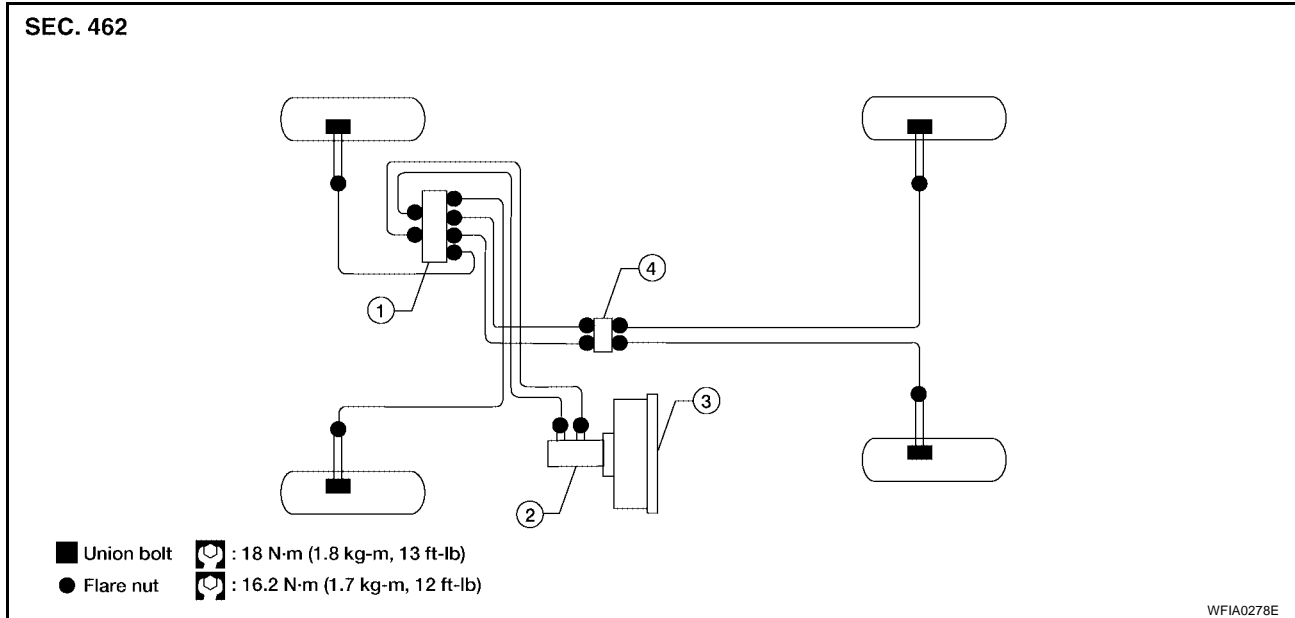 SEC. 462
1
4
3
2
Union bolt : 18 N·m (1.8 kg-m, 13 ft-lb)
Flare nut : 16.2 N·m (1.7 kg-m, 12 ft-lb)
WFIA0278E